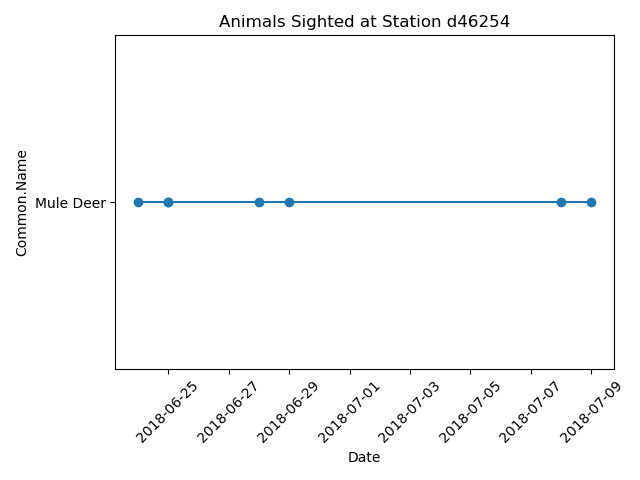 Animals Sighted at Station d46254
Common.Name
Mule Deer
2018-06-25
2018-06-27
2018-06-29
2018-07-01
2018-07-03
2018-07-05
2018-07-07
2018-07-09
Date